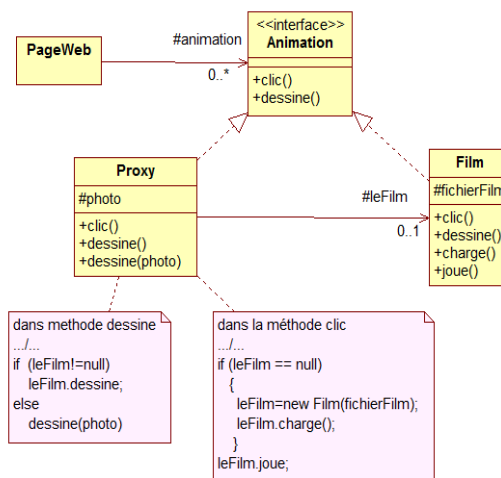 <<interface>>
Animation
+clic()
+dessine()
PageWeb
#animation
0..*
Proxy
#photo
+clic()
+dessine()
+dessine(photo)
#leFilm
0..1
Film
#fichierFilm
+clic()
+dessine()
+charge()
+joue()
dans methode dessine
.../...
if (leFilm!=null)
leFilm.dessine;
else
dessine(photo)
dans la méthode clic
.../...
if (leFilm == null)
{
leFilm=new Film(fichierFilm);
leFilm.charge();
}
leFilm.joue;